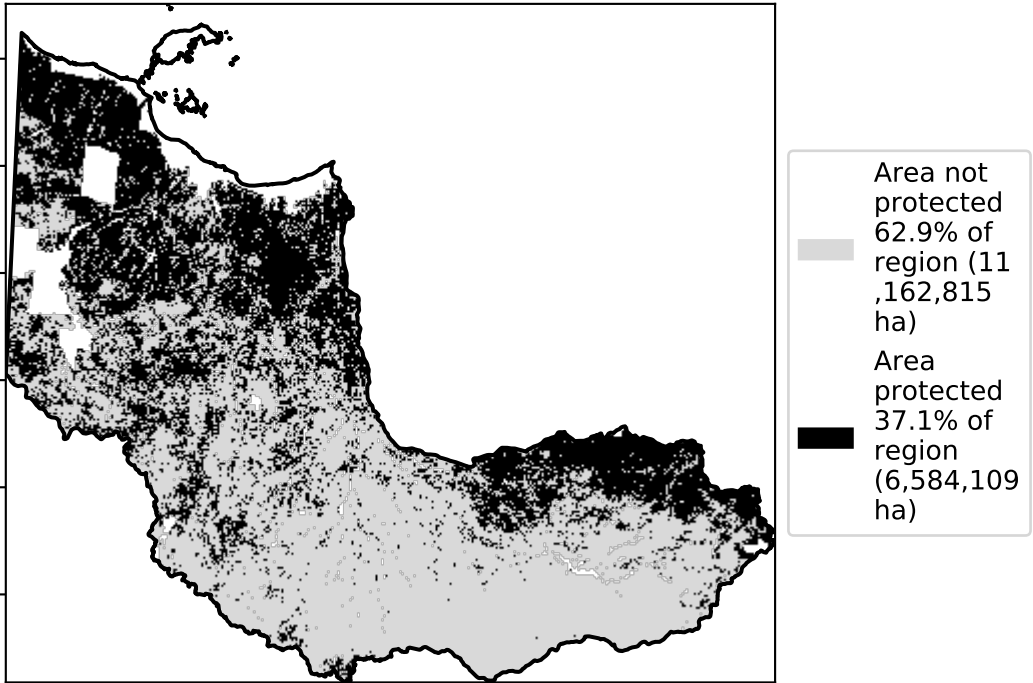 Area not
protected
62.9% of
region (11
,162,815
ha)
Area
protected
37.1% of
region
(6,584,109
ha)